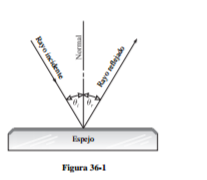 Normal
Rayo incidente
Rayo reflejado
θᵢ θᵣ
Espejo
Figura 36-1